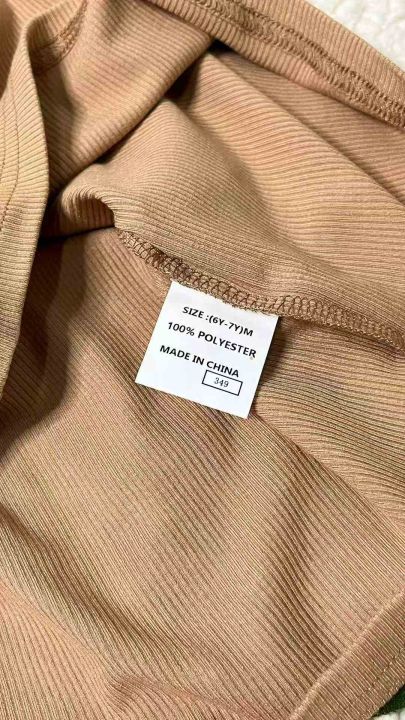 SIZE :(6Y-7Y)M
100% POLYESTER
MADE IN CHINA
349